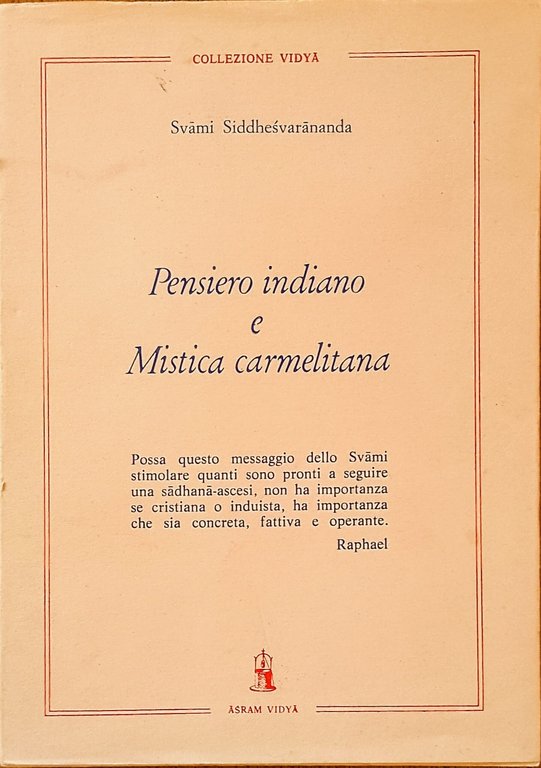 COLLEZIONE VIDYĀ
Svāmi Siddheśvarānanda
Pensiero indiano
e
Mistica carmelitana
Possa questo messaggio dello Svāmi
stimolare quanti sono pronti a seguire
una sādhanā-ascesi, non ha importanza
se cristiana o induista, ha importanza
che sia concreta, fattiva e operante.
Raphael
ĀŚRAM VIDYĀ